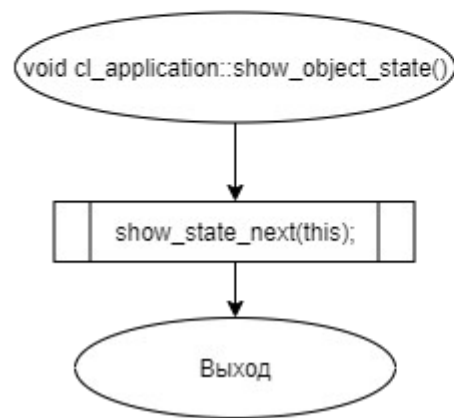 void cl_application::show_object_state()
show_state_next(this);
Выход